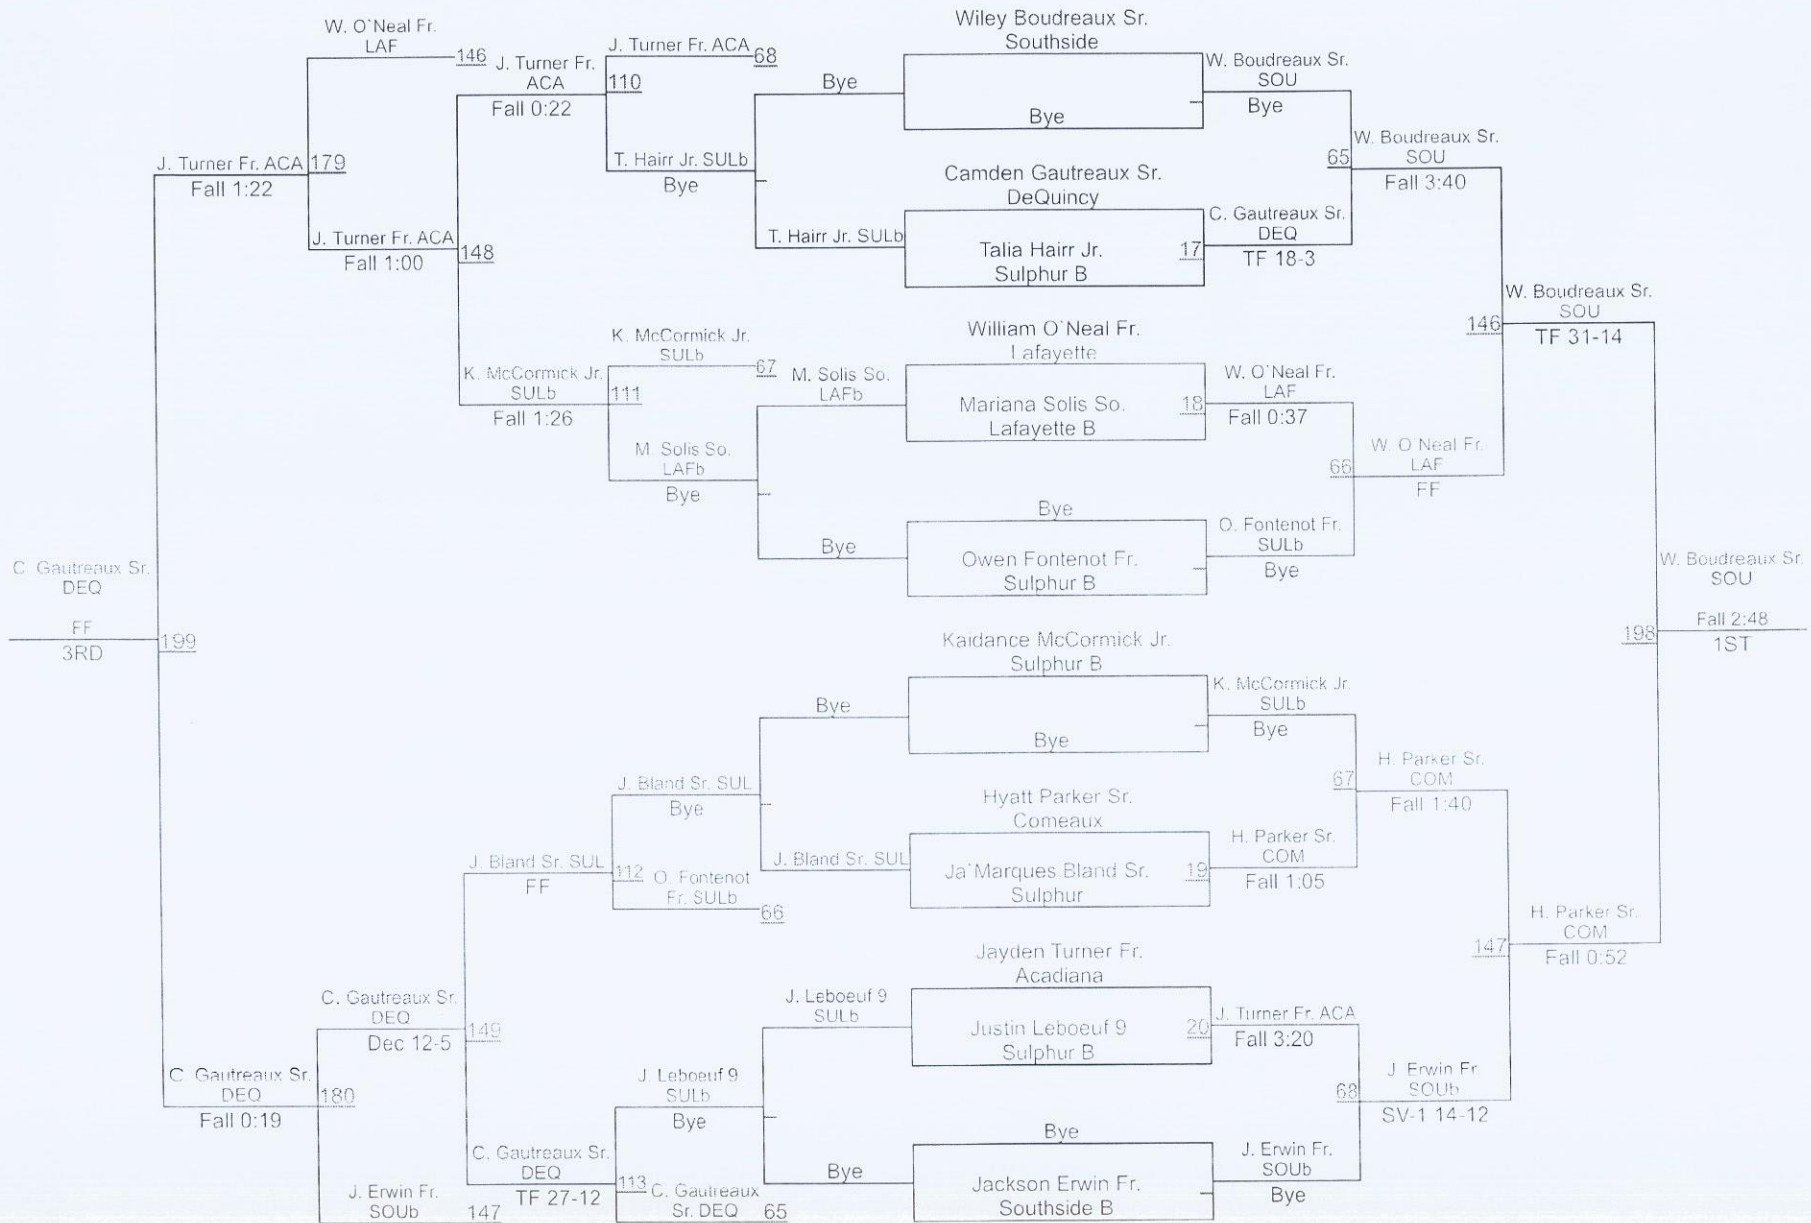 W. O`Neal Fr.
LAF
146
J. Turner Fr. ACA
Fall 1:22
179
J. Turner Fr. ACA
Fall 1:00
148
J. Turner Fr.
ACA
Fall 0:22
110
J. Turner Fr. ACA
68
T. Hairr Jr. SULb
Bye
K. McCormick Jr.
SULb
Fall 1:26
111
K. McCormick Jr.
SULb
67
M. Solis So.
LAFb
Bye
Bye
T. Hairr Jr. SULb
M. Solis So.
LAFb
Bye
Wiley Boudreaux Sr.
Southside
Bye
Camden Gautreaux Sr.
DeQuincy
Talia Hairr Jr.
Sulphur B
17
William O`Neal Fr.
Lafayette
Mariana Solis So.
Lafayette B
18
Bye
Owen Fontenot Fr.
Sulphur B
W. Boudreaux Sr.
SOU
Bye
C. Gautreaux Sr.
DEQ
TF 18-3
W. O`Neal Fr.
LAF
Fall 0:37
O. Fontenot Fr.
SULb
Bye
65
W. Boudreaux Sr.
SOU
Fall 3:40
66
W. O`Neal Fr.
LAF
FF
146
W. Boudreaux Sr.
SOU
TF 31-14
C. Gautreaux Sr.
DEQ
FF
3RD
199
W. Boudreaux Sr.
SOU
Fall 2:48
1ST
198
Kaidance McCormick Jr.
Sulphur B
Bye
Hyatt Parker Sr.
Comeaux
Ja`Marques Bland Sr.
Sulphur
19
Jayden Turner Fr.
Acadiana
Justin Leboeuf 9
Sulphur B
20
Bye
Jackson Erwin Fr.
Southside B
K. McCormick Jr.
SULb
Bye
H. Parker Sr.
COM
Fall 1:05
J. Turner Fr. ACA
Fall 3:20
J. Erwin Fr.
SOUb
Bye
67
H. Parker Sr.
COM
Fall 1:40
68
J. Erwin Fr
SOUb
SV-1 14-12
147
H. Parker Sr.
COM
Fall 0:52
Bye
J. Bland Sr. SUL
J. Leboeuf 9
SULb
Bye
J. Bland Sr. SUL
Bye
112
O. Fontenot
Fr. SULb
66
J. Bland Sr. SUL
FF
J. Leboeuf 9
SULb
Bye
113
C. Gautreaux
Sr. DEQ
65
C. Gautreaux Sr.
DEQ
TF 27-12
C. Gautreaux Sr.
DEQ
Dec 12-5
149
C. Gautreaux Sr.
DEQ
Fall 0:19
180
J. Erwin Fr.
SOUb
147